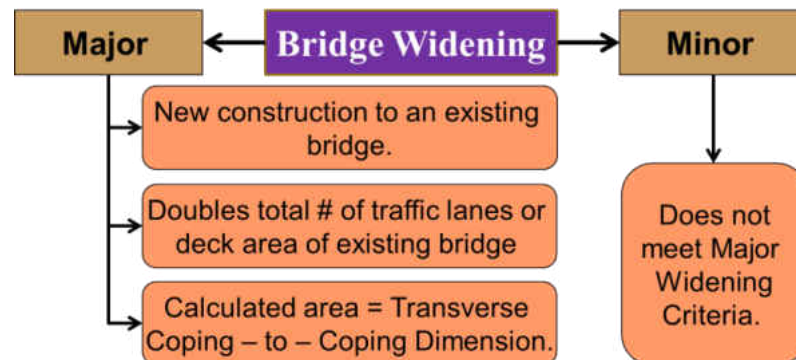 Major
Bridge Widening
Minor
New construction to an existing
bridge.
Doubles total # of traffic lanes or
deck area of existing bridge
Calculated area = Transverse
Coping – to – Coping Dimension.
Does not
meet Major
Widening
Criteria.